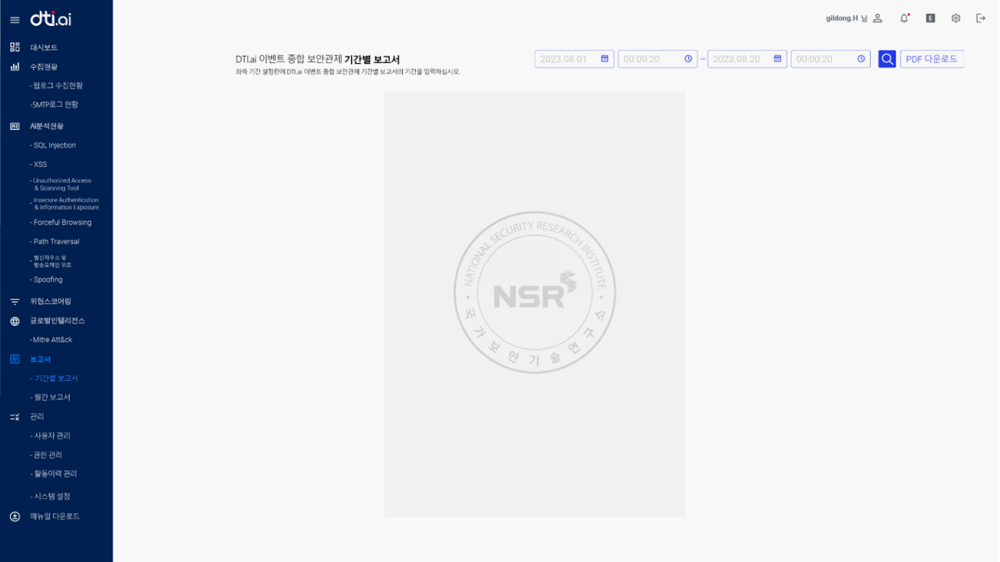 dti.ai
gildong.H 님
E
대시보드
수집현황
- 웹로그 수집현황
-SMTP로그 현황
AI
AI분석현황
- SQL Injection
- XSS
- Unauthorized Access
& Scanning Tool
- Insecure Authentication
& Information Exposure
- Forceful Browsing
- Path Traversal
- 발신자주소 및
발송도메인 위조
- Spoofing
위협스코어링
글로벌인텔리전스
-Mitre Att&ck
보고서
- 기간별 보고서
- 월간 보고서
관리
- 사용자 관리
- 권한 관리
- 활동이력 관리
- 시스템 설정
매뉴얼 다운로드
DTI.ai 이벤트 종합 보안관제 기간별 보고서
좌측 기간 설정란에 DTI.ai 이벤트 종합 보안관제 기간별 보고서의 기간을 입력하십시오.
2023.08.01 00:00:20 – 2023.08.20 00:00:20 PDF 다운로드
NATIONAL SECURITY RESEARCH INSTITUTE
NSR
국가보안기술연구소